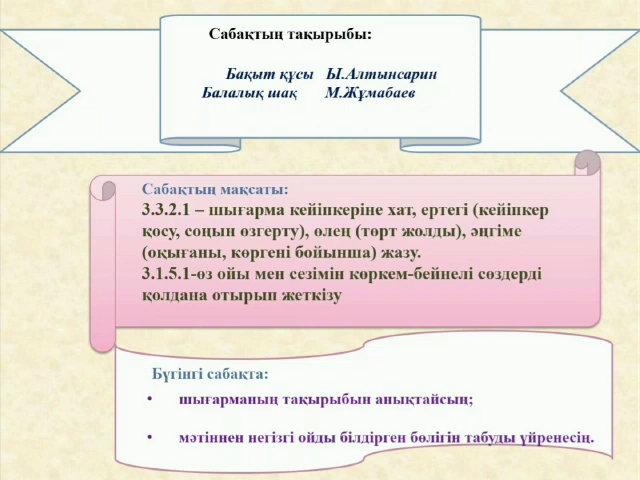 Сабақтың тақырыбы:
Бақыт құсы Ы.Алтынсарин
Балалық шақ М.Жұмабаев
Сабақтың мақсаты:
3.3.2.1 – шығарма кейіпкеріне хат, ертегі (кейіпкер
қосу, соңын өзгерту), өлең (төрт жолды), әңгіме
(оқығаны, көргені бойынша) жазу.
3.1.5.1-өз ойы мен сезімін көркем-бейнелі сөздерді
қолдана отырып жеткізу
Бүгінгі сабақта:
• шығарманың тақырыбын анықтайсың;
• мәтіннен негізгі ойды білдірген бөлігін табуды үйренесің.